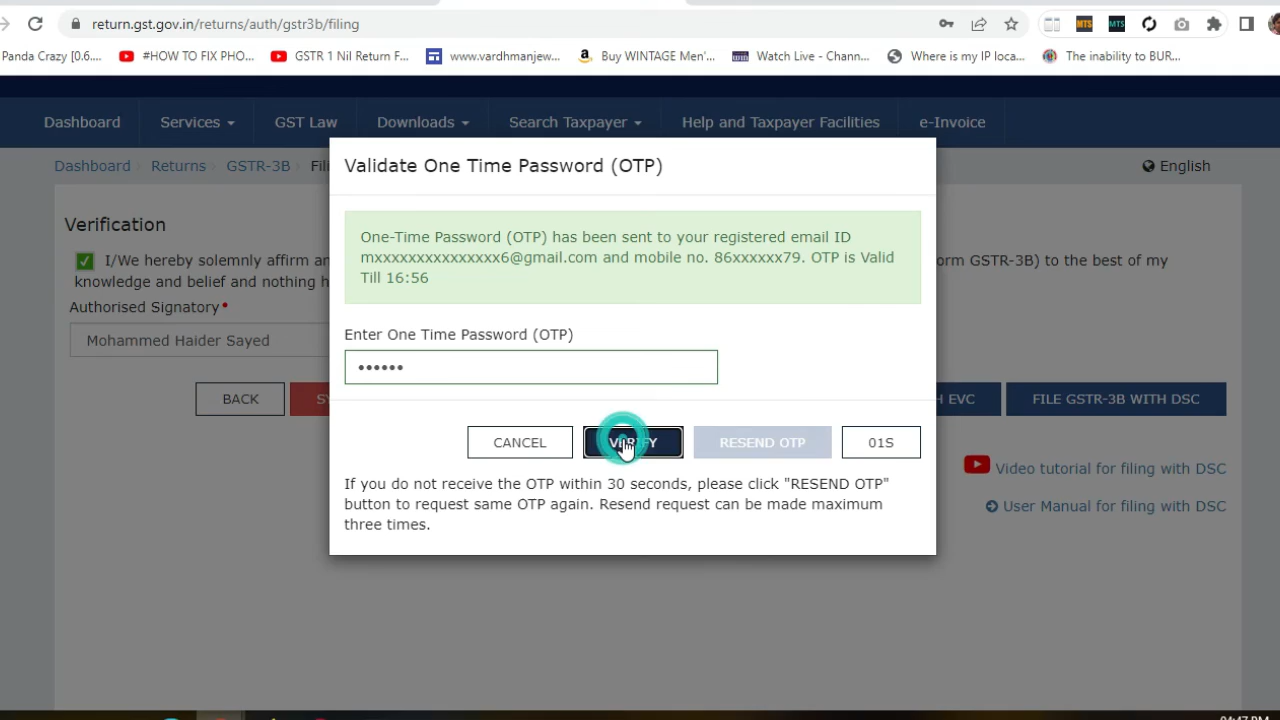 return.gst.gov.in/returns/auth/gstr3b/filing
Panda Crazy [0.6.... #HOW TO FIX PHO... GSTR 1 Nil Return F... www.vardhmanjew... Buy WINTAGE Men'... Watch Live - Chann... Where is my IP loca... The inability to BUR...
MTS MTS
Dashboard Services GST Law Downloads Search Taxpayer Help and Taxpayer Facilities e-Invoice
Dashboard Returns GSTR-3B English
Validate One Time Password (OTP)
Verification
One-Time Password (OTP) has been sent to your registered email ID
mxxxxxxxxxxxxxxx6@gmail.com and mobile no. 86xxxxxx79. OTP is Valid
Till 16:56
I/We hereby solemnly affirm orm GSTR-3B) to the best of my
knowledge and belief and nothing
Authorised Signatory*
Mohammed Haider Sayed
Enter One Time Password (OTP)
••••••
BACK EVC FILE GSTR-3B WITH DSC
CANCEL VERIFY RESEND OTP 01S
Video tutorial for filing with DSC
User Manual for filing with DSC
If you do not receive the OTP within 30 seconds, please click "RESEND OTP"
button to request same OTP again. Resend request can be made maximum
three times.